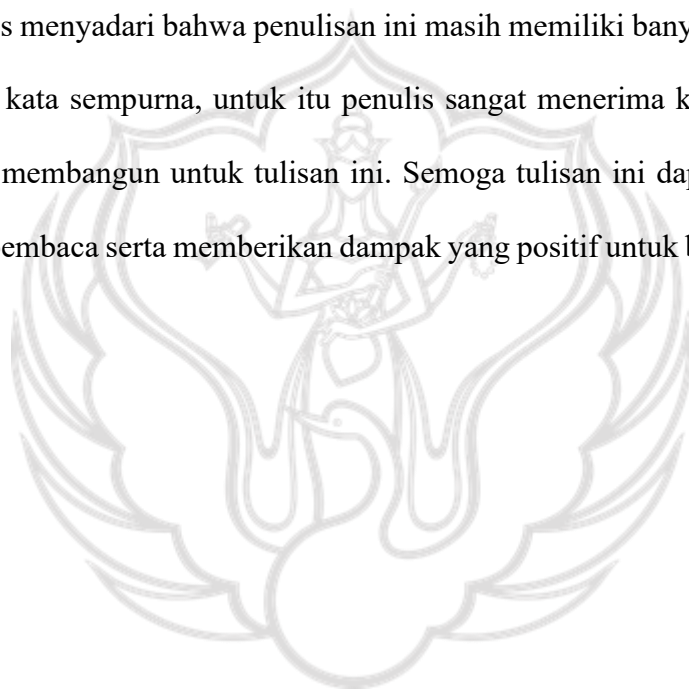 s menyadari bahwa penulisan ini masih memiliki bany
kata sempurna, untuk itu penulis sangat menerima k
membangun untuk tulisan ini. Semoga tulisan ini dap
embaca serta memberikan dampak yang positif untuk b